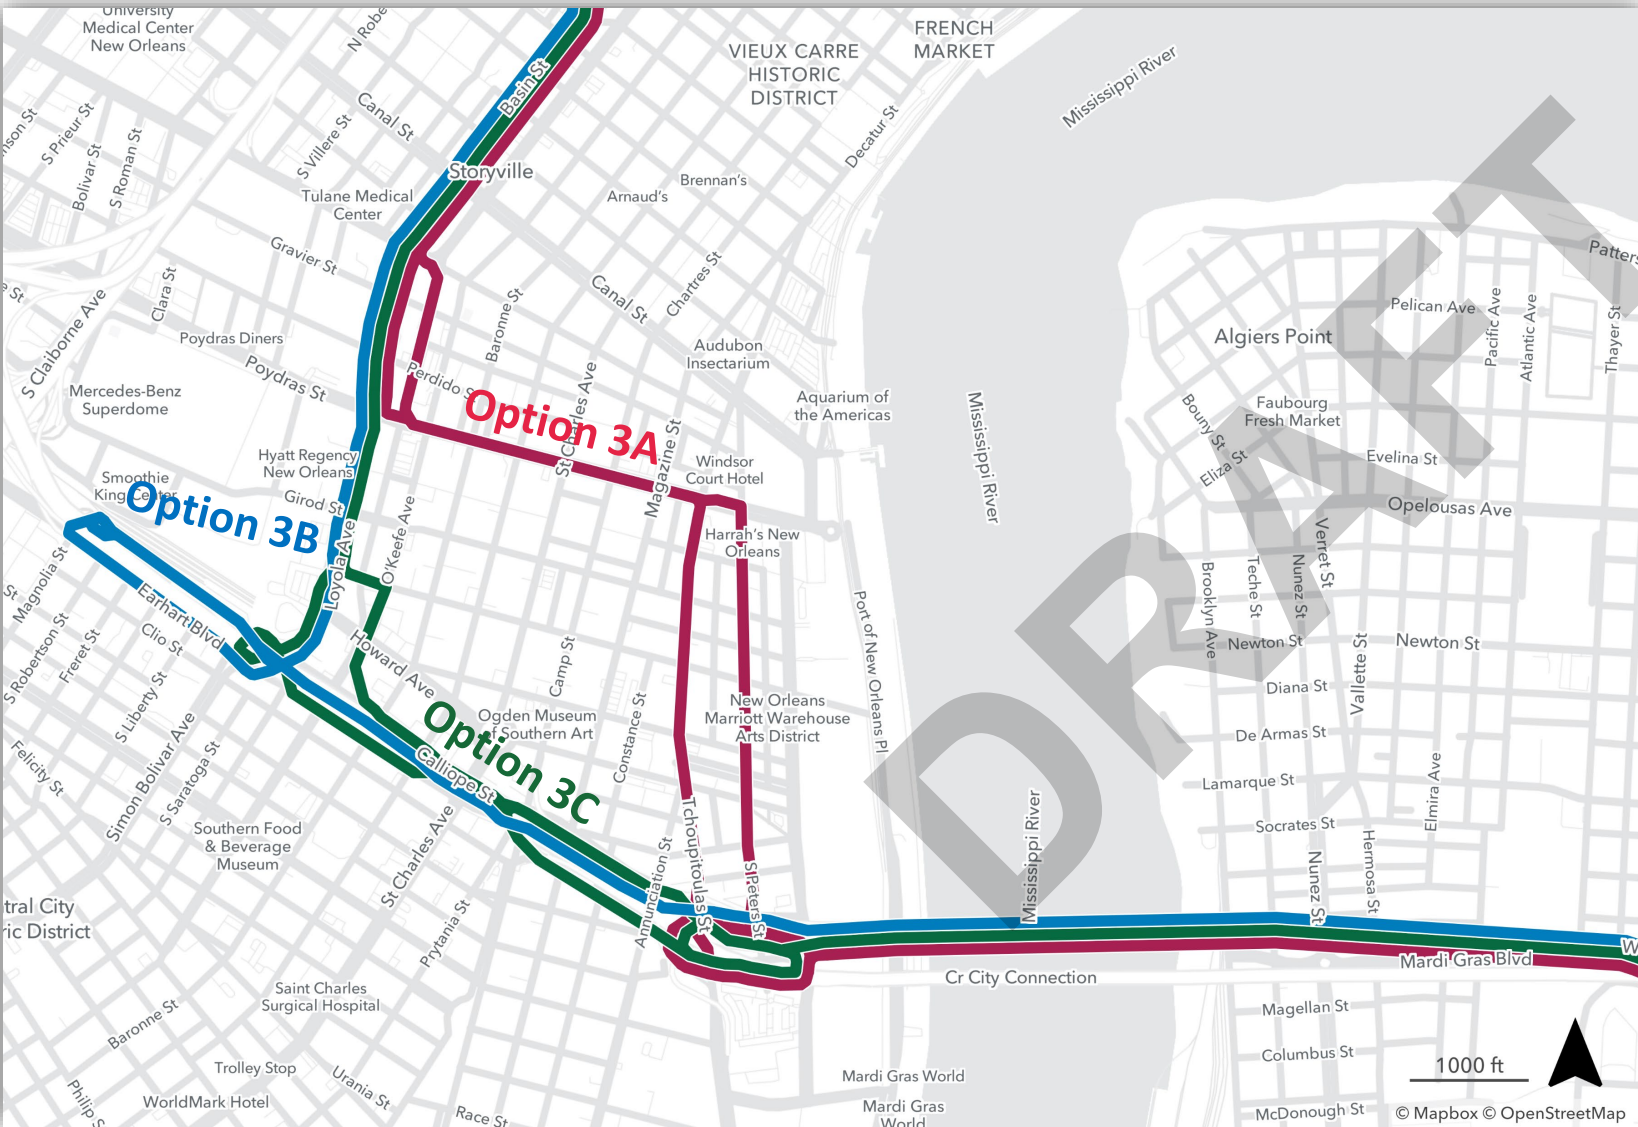 University
Medical Center
New Orleans
N Robe
FRENCH
MARKET
VIEUX CARRE
HISTORIC
DISTRICT
Mississippi River
Basin St
Canal St
S Villere St
S Prieur St
nson St
Bolivar St
S Roman St
Decatur St
Storyville
Brennan's
Arnaud's
Tulane Medical
Center
Gravier St
Clara St
e St
S Claiborne Ave
Chartres St
Canal St
Baronne St
Poydras Diners
Poydras St
Perdido S
Audubon
Insectarium
Mercedes-Benz
Superdome
St Charles Ave
Aquarium of
the Americas
Mississippi River
Option 3A
Magazine St
Windsor
Court Hotel
Hyatt Regency
New Orleans
Smoothie
King Center
Girod St
Option 3B
Loyola Ave
O'Keefe Ave
Harrah's New
Orleans
Magnolia St
St
Earhart Blvd
Clio St
S Robertson St
Freret St
S Liberty St
Howard Ave
Camp St
Port of New Orleans Pl
Constance St
Ogden Museum
of Southern Art
New Orleans
Marriott Warehouse
Arts District
Option 3C
Calliope St
Simon Bolivar Ave
S Saratoga St
Felicity St
Southern Food
& Beverage
Museum
St Charles Ave
Prytania St
Annunciation St
Tchoupitoulas St
S Peters St
Mississippi River
tral City
ric District
Saint Charles
Surgical Hospital
Baronne St
Trolley Stop
Urania St
WorldMark Hotel
Philip S
Race St
Cr City Connection
Mardi Gras World
Mardi Gras
World
DRAFT
Patters
Pelican Ave
Pacific Ave
Atlantic Ave
Thayer St
Algiers Point
Bouny St
Eliza St
Faubourg
Fresh Market
Evelina St
Opelousas Ave
Verret St
Nunez St
Teche St
Brooklyn Ave
Newton St
Newton St
Vallette St
Diana St
De Armas St
Lamarque St
Elmira Ave
Socrates St
Hermosa St
Nunez St
W
Mardi Gras Blvd
Magellan St
Columbus St
McDonough St
1000 ft
© Mapbox © OpenStreetMap